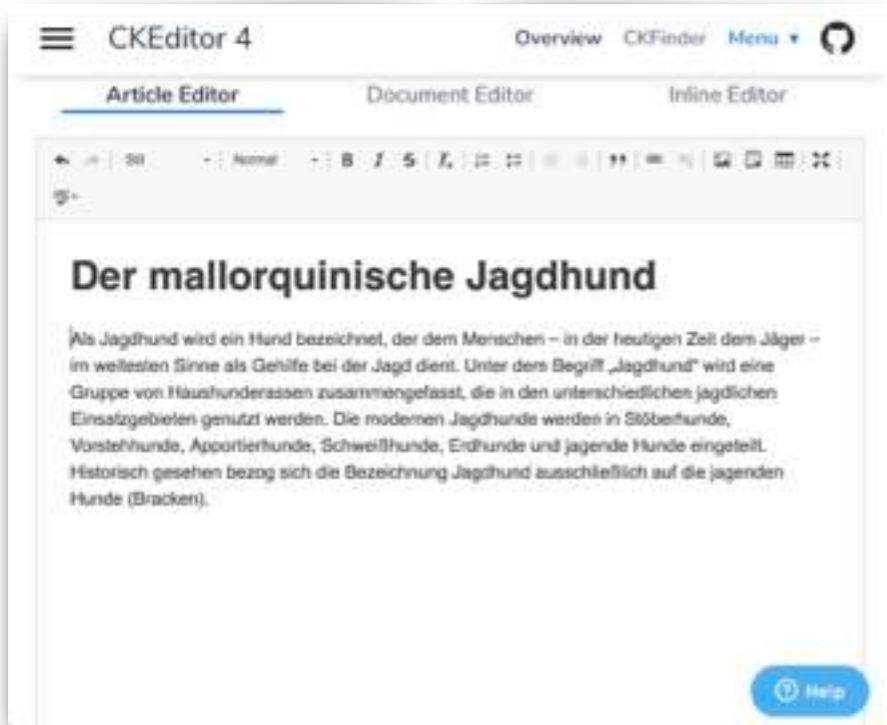 CKEditor 4
Overview CKFinder Menu
Article Editor Document Editor Inline Editor
Stil Normal B I S
Der mallorquinische Jagdhund
Als Jagdhund wird ein Hund bezeichnet, der dem Menschen – in der heutigen Zeit dem Jäger –
im weitesten Sinne als Gehilfe bei der Jagd dient. Unter dem Begriff „Jagdhund“ wird eine
Gruppe von Haushunderassen zusammengefasst, die in den unterschiedlichen jagdlichen
Einsatzgebieten genutzt werden. Die modernen Jagdhunde werden in Stöberhunde,
Vorstehhunde, Apportierhunde, Schweißhunde, Erdhunde und jagende Hunde eingeteilt.
Historisch gesehen bezog sich die Bezeichnung Jagdhund ausschließlich auf die jagenden
Hunde (Bracken).
Help